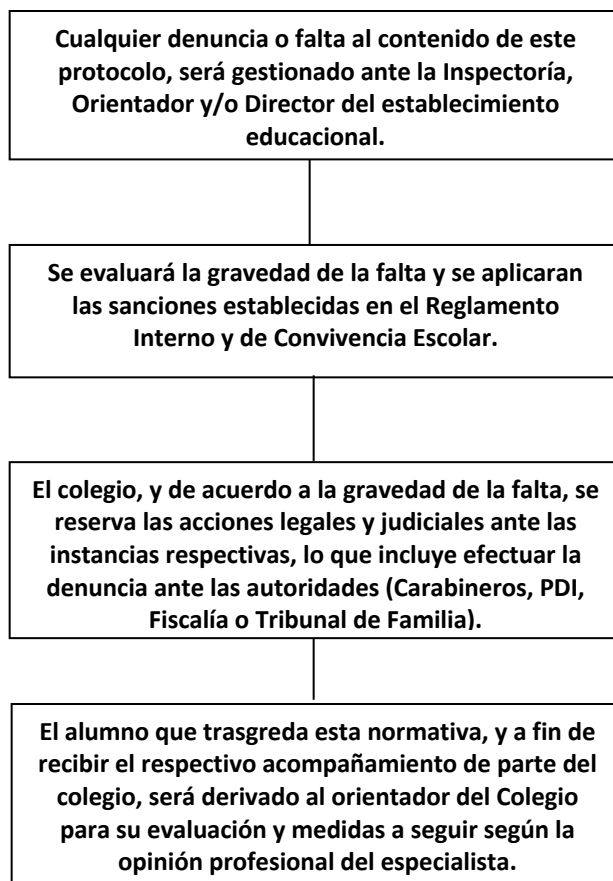 Cualquier denuncia o falta al contenido de este
protocolo, será gestionado ante la Inspectoría,
Orientador y/o Director del establecimiento
educacional.
Se evaluará la gravedad de la falta y se aplicaran
las sanciones establecidas en el Reglamento
Interno y de Convivencia Escolar.
El colegio, y de acuerdo a la gravedad de la falta, se
reserva las acciones legales y judiciales ante las
instancias respectivas, lo que incluye efectuar la
denuncia ante las autoridades (Carabineros, PDI,
Fiscalía o Tribunal de Familia).
El alumno que trasgreda esta normativa, y a fin de
recibir el respectivo acompañamiento de parte del
colegio, será derivado al orientador del Colegio
para su evaluación y medidas a seguir según la
opinión profesional del especialista.